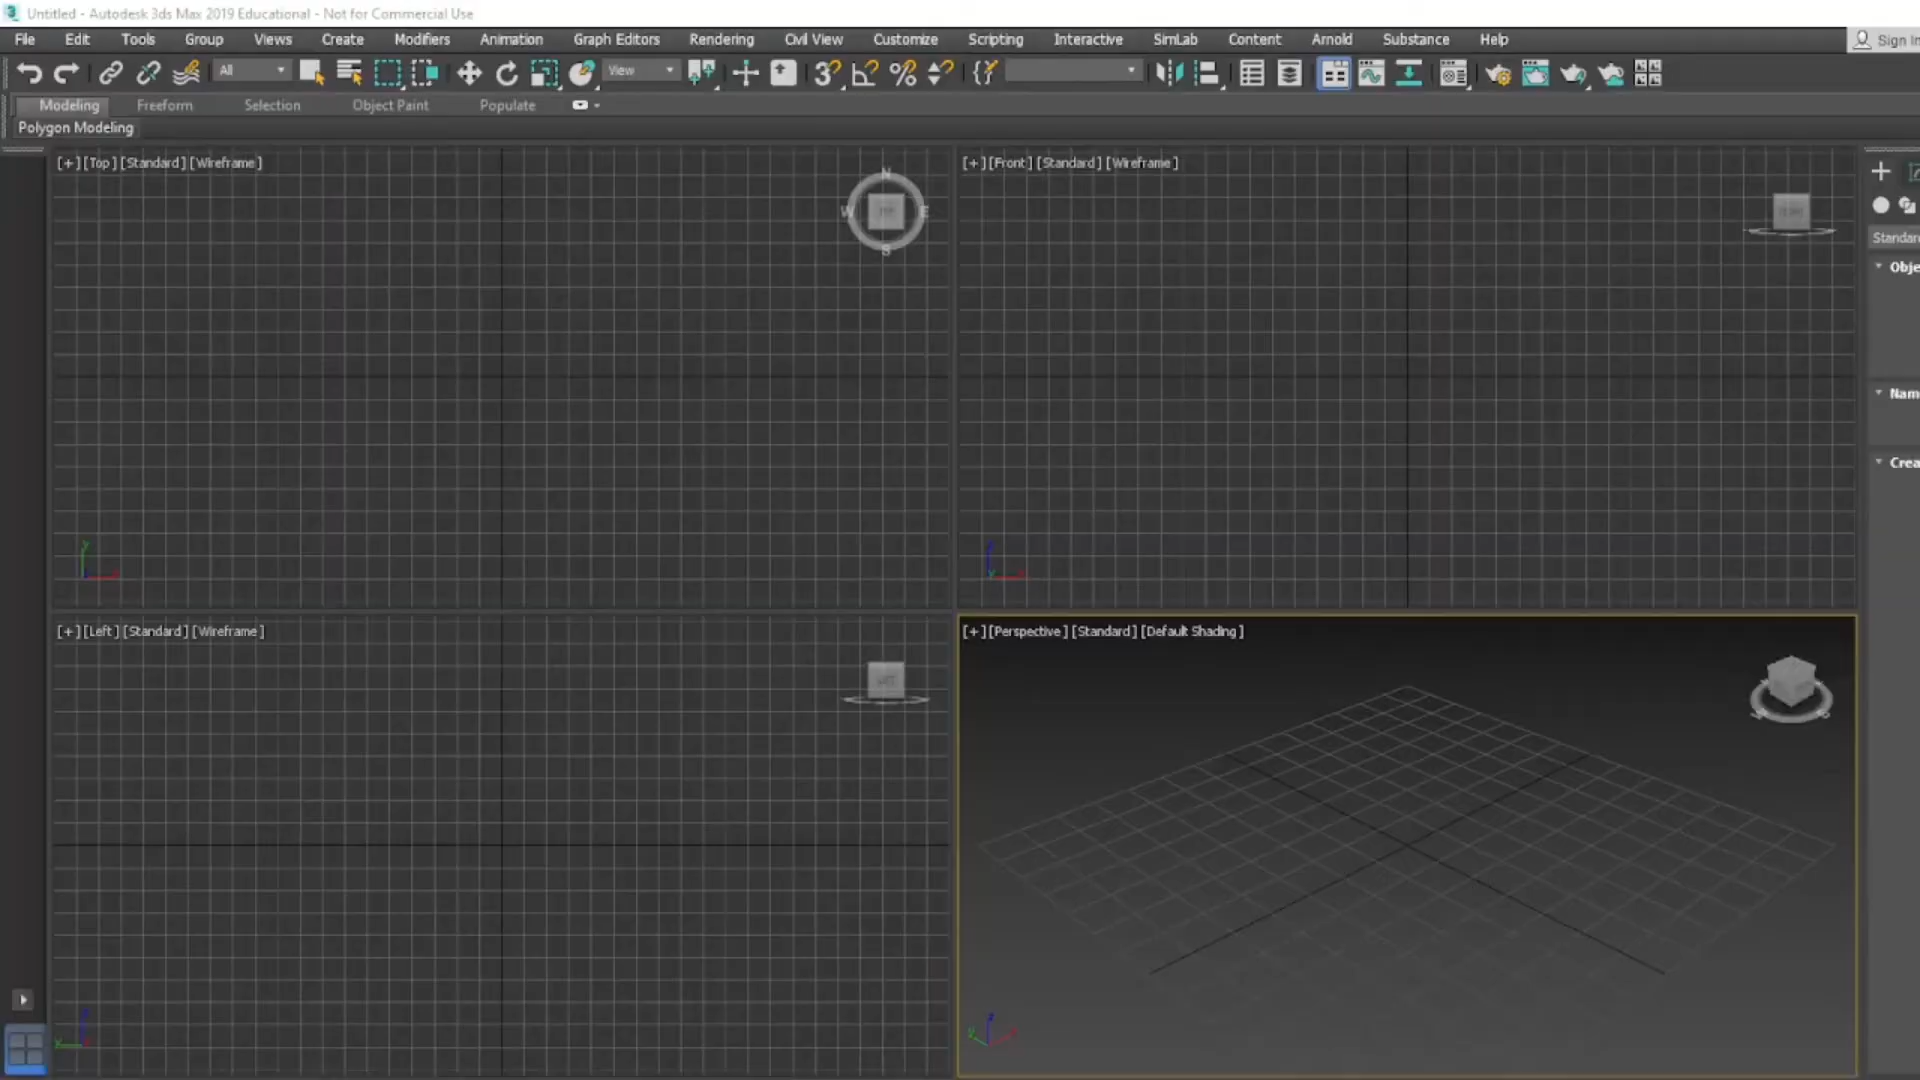 Untitled - Autodesk 3ds Max 2019 Educational - Not for Commercial Use
File Edit Tools Group Views Create Modifiers Animation Graph Editors Rendering Civil View Customize Scripting Interactive SimLab Content Arnold Substance Help Sign In
All View
Modeling Freeform Selection Object Paint Populate
Polygon Modeling
[+] [Top] [Standard] [Wireframe]
N
W E
S
[+] [Front] [Standard] [Wireframe]
Standar
Obje
Nam
Crea
[+] [Left] [Standard] [Wireframe]
[+] [Perspective] [Standard] [Default Shading]